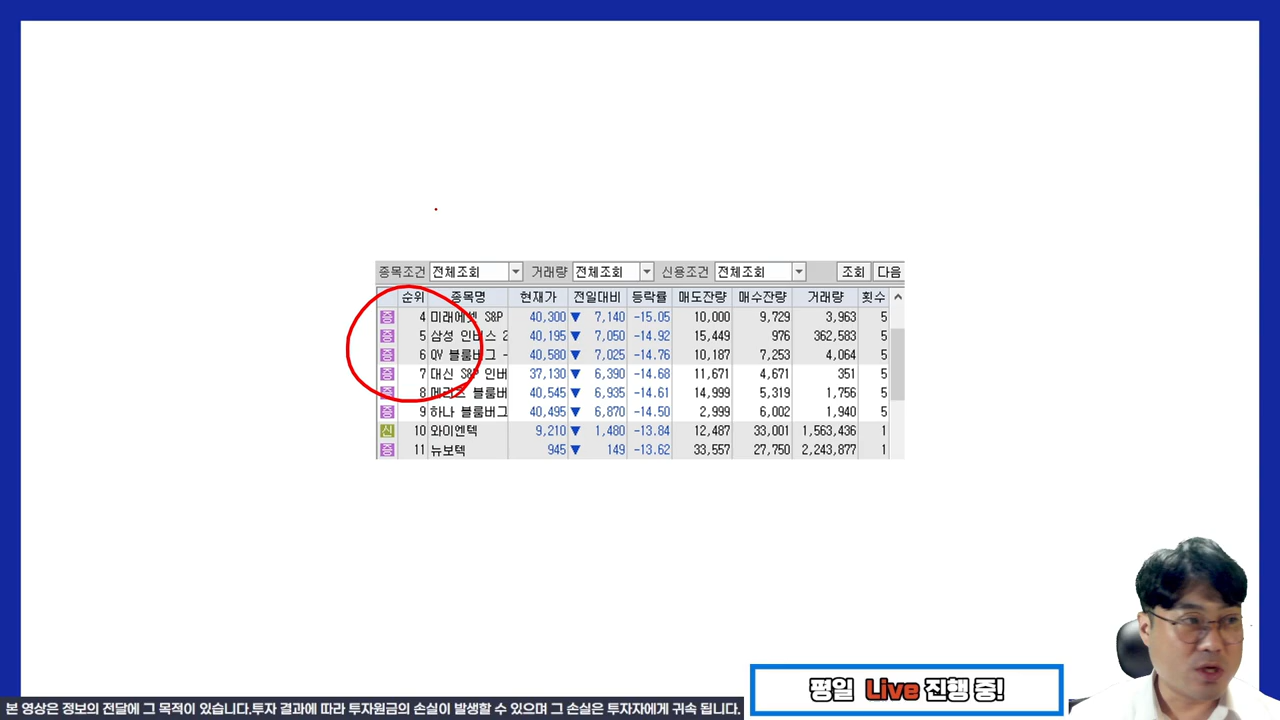 종목조건 전체조회 거래량 전체조회 신용조건 전체조회 조회 다음
순위 종목명 현재가 전일대비 등락률 매도잔량 매수잔량 거래량 횟수
증 4 미래에셋 S&P 40,300 ▼ 7,140 -15.05 10,000 9,729 3,963 5
증 5 삼성 인버스 2 40,195 ▼ 7,050 -14.92 15,449 976 362,583 5
증 6 QV 블룸버그 - 40,580 ▼ 7,025 -14.76 10,187 7,253 4,064 5
증 7 대신 S&P 인버 37,130 ▼ 6,390 -14.68 11,671 4,671 351 5
증 8 메리츠 블룸버 40,545 ▼ 6,935 -14.61 14,999 5,319 1,756 5
증 9 하나 블룸버그 40,495 ▼ 6,870 -14.50 2,999 6,002 1,940 5
신 10 와이엔텍 9,210 ▼ 1,480 -13.84 12,487 33,001 1,563,436 1
증 11 뉴보텍 945 ▼ 149 -13.62 33,557 27,750 2,243,877 1
평일 Live 진행 중!
본 영상은 정보의 전달에 그 목적이 있습니다.투자 결과에 따라 투자원금의 손실이 발생할 수 있으며 그 손실은 투자자에게 귀속 됩니다.